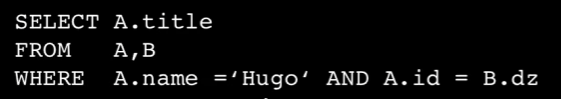 SELECT A.title
FROM   A,B
WHERE  A.name =‘Hugo‘ AND A.id = B.dz